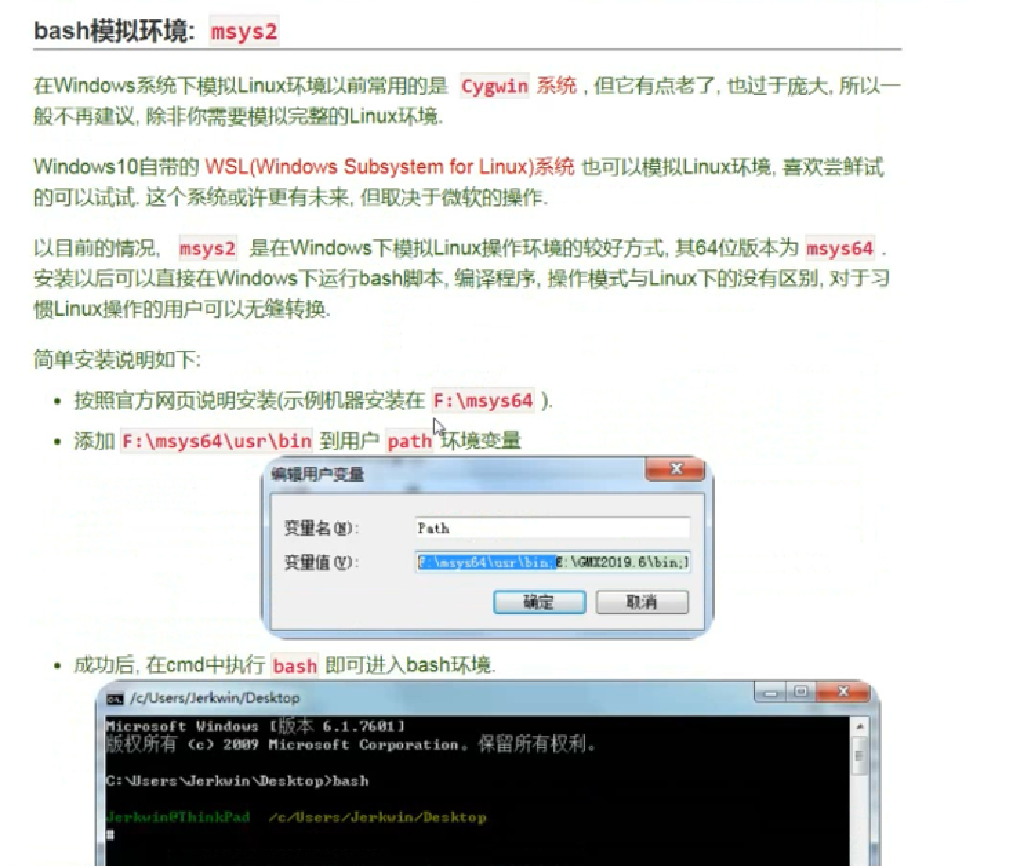 bash模拟环境: msys2
在Windows系统下模拟Linux环境以前常用的是 Cygwin 系统 , 但它有点老了, 也过于庞大, 所以一
般不再建议, 除非你需要模拟完整的Linux环境.
Windows10自带的 WSL(Windows Subsystem for Linux)系统 也可以模拟Linux环境, 喜欢尝鲜试
的可以试试. 这个系统或许更有未来, 但取决于微软的操作.
以目前的情况, msys2 是在Windows下模拟Linux操作环境的较好方式, 其64位版本为 msys64 .
安装以后可以直接在Windows下运行bash脚本, 编译程序, 操作模式与Linux下的没有区别, 对于习
惯Linux操作的用户可以无缝转换.
简单安装说明如下:
• 按照官方网页说明安装(示例机器安装在 F:\msys64 ).
• 添加 F:\msys64\usr\bin 到用户 path 环境变量
编辑用户变量
变量名(N): Path
变量值(V): F:\msys64\usr\bin;E:\GMX2019.6\bin;
确定 取消
• 成功后, 在cmd中执行 bash 即可进入bash环境.
/c/Users/Jerkwin/Desktop
Microsoft Windows [版本 6.1.7601]
版权所有 (c) 2009 Microsoft Corporation。保留所有权利。
C:\Users\Jerkwin\Desktop>bash
Jerkwin@ThinkPad /c/Users/Jerkwin/Desktop